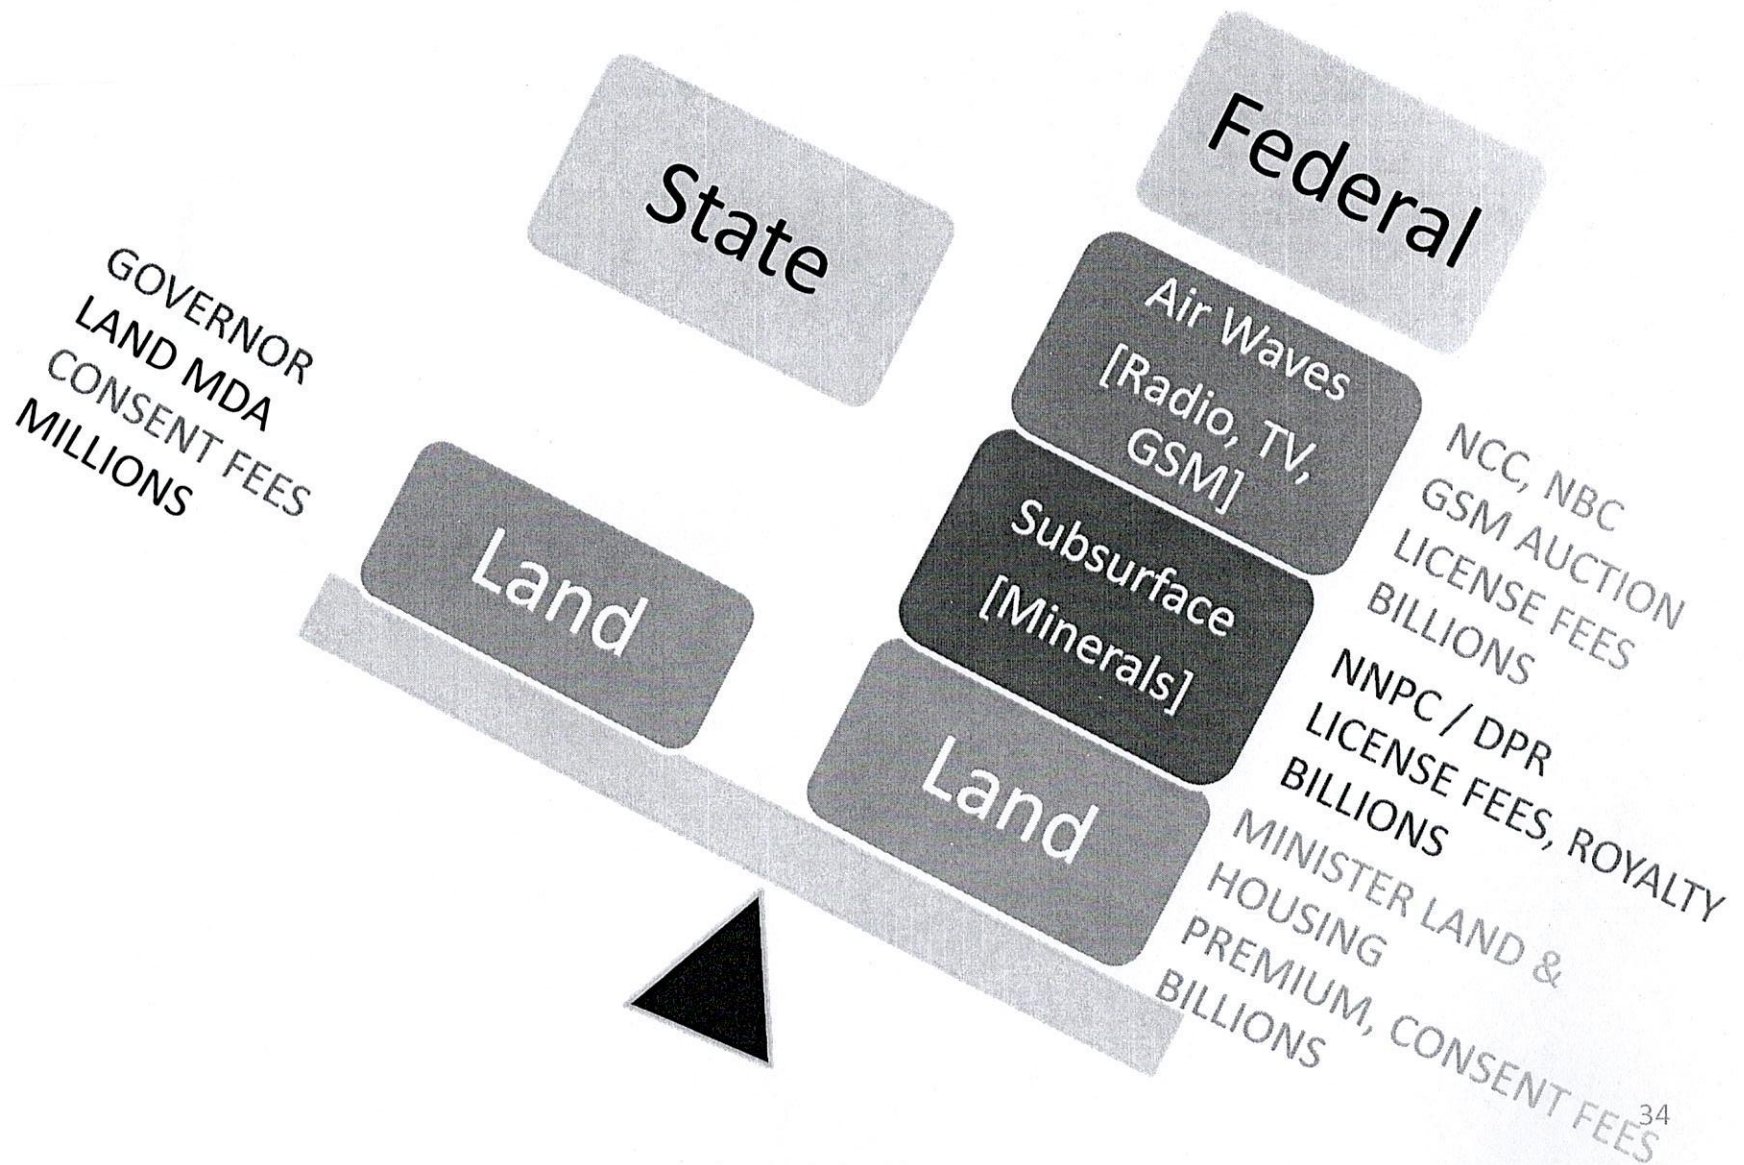 State
Federal
GOVERNOR
LAND MDA
CONSENT FEES
MILLIONS
Land
Air Waves
[Radio, TV,
GSM]
Subsurface
[Minerals]
Land
NCC, NBC
GSM AUCTION
LICENSE FEES
BILLIONS
NNPC / DPR
LICENSE FEES, ROYALTY
BILLIONS
MINISTER LAND &
HOUSING
PREMIUM, CONSENT FEES
BILLIONS
34